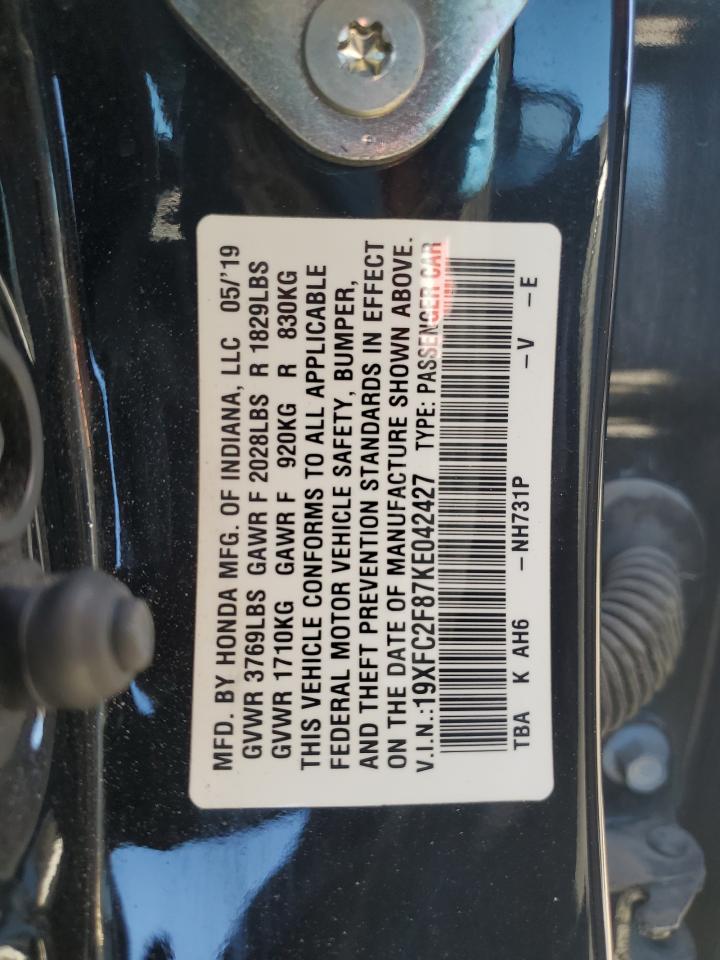 MFD. BY HONDA MFG. OF INDIANA, LLC 05/'19
GVWR 3769LBS GAWR F 2028LBS R 1829LBS
GVWR 1710KG GAWR F 920KG R 830KG
THIS VEHICLE CONFORMS TO ALL APPLICABLE
FEDERAL MOTOR VEHICLE SAFETY, BUMPER,
AND THEFT PREVENTION STANDARDS IN EFFECT
ON THE DATE OF MANUFACTURE SHOWN ABOVE.
V.I.N.:19XFC2F87KE042427 TYPE: PASSENGER CAR
TBA K AH6 -NH731P -V -E